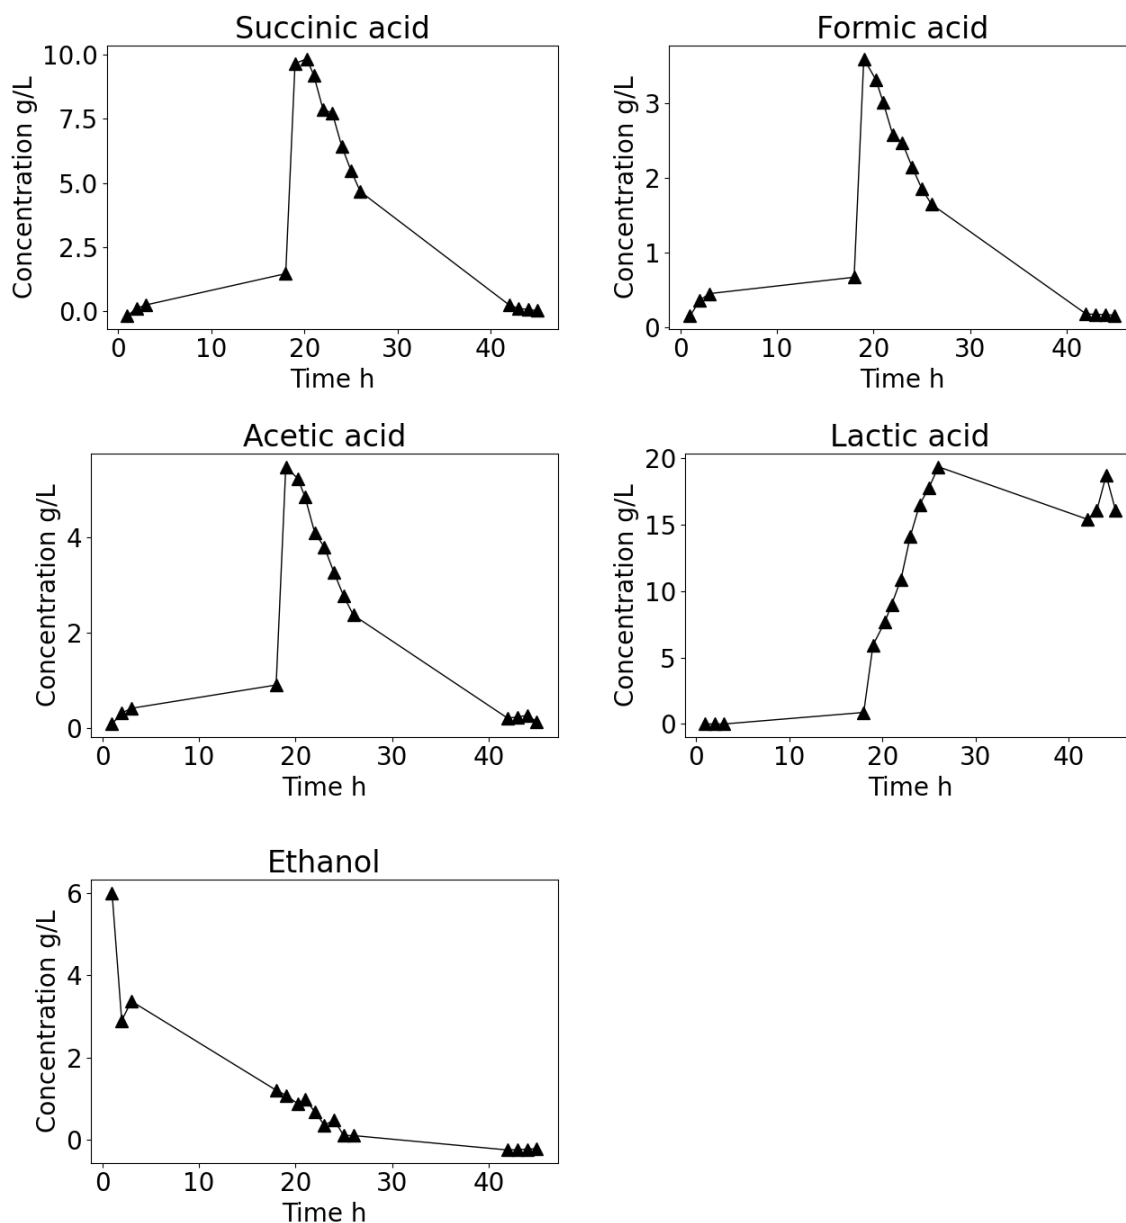 Succinic acid
Concentration g/L
10.0
7.5
5.0
2.5
0.0
0 10 20 30 40
Time h
Formic acid
Concentration g/L
3
2
1
0
0 10 20 30 40
Time h
Acetic acid
Concentration g/L
4
2
0
0 10 20 30 40
Time h
Lactic acid
Concentration g/L
20
15
10
5
0
0 10 20 30 40
Time h
Ethanol
Concentration g/L
6
4
2
0
0 10 20 30 40
Time h